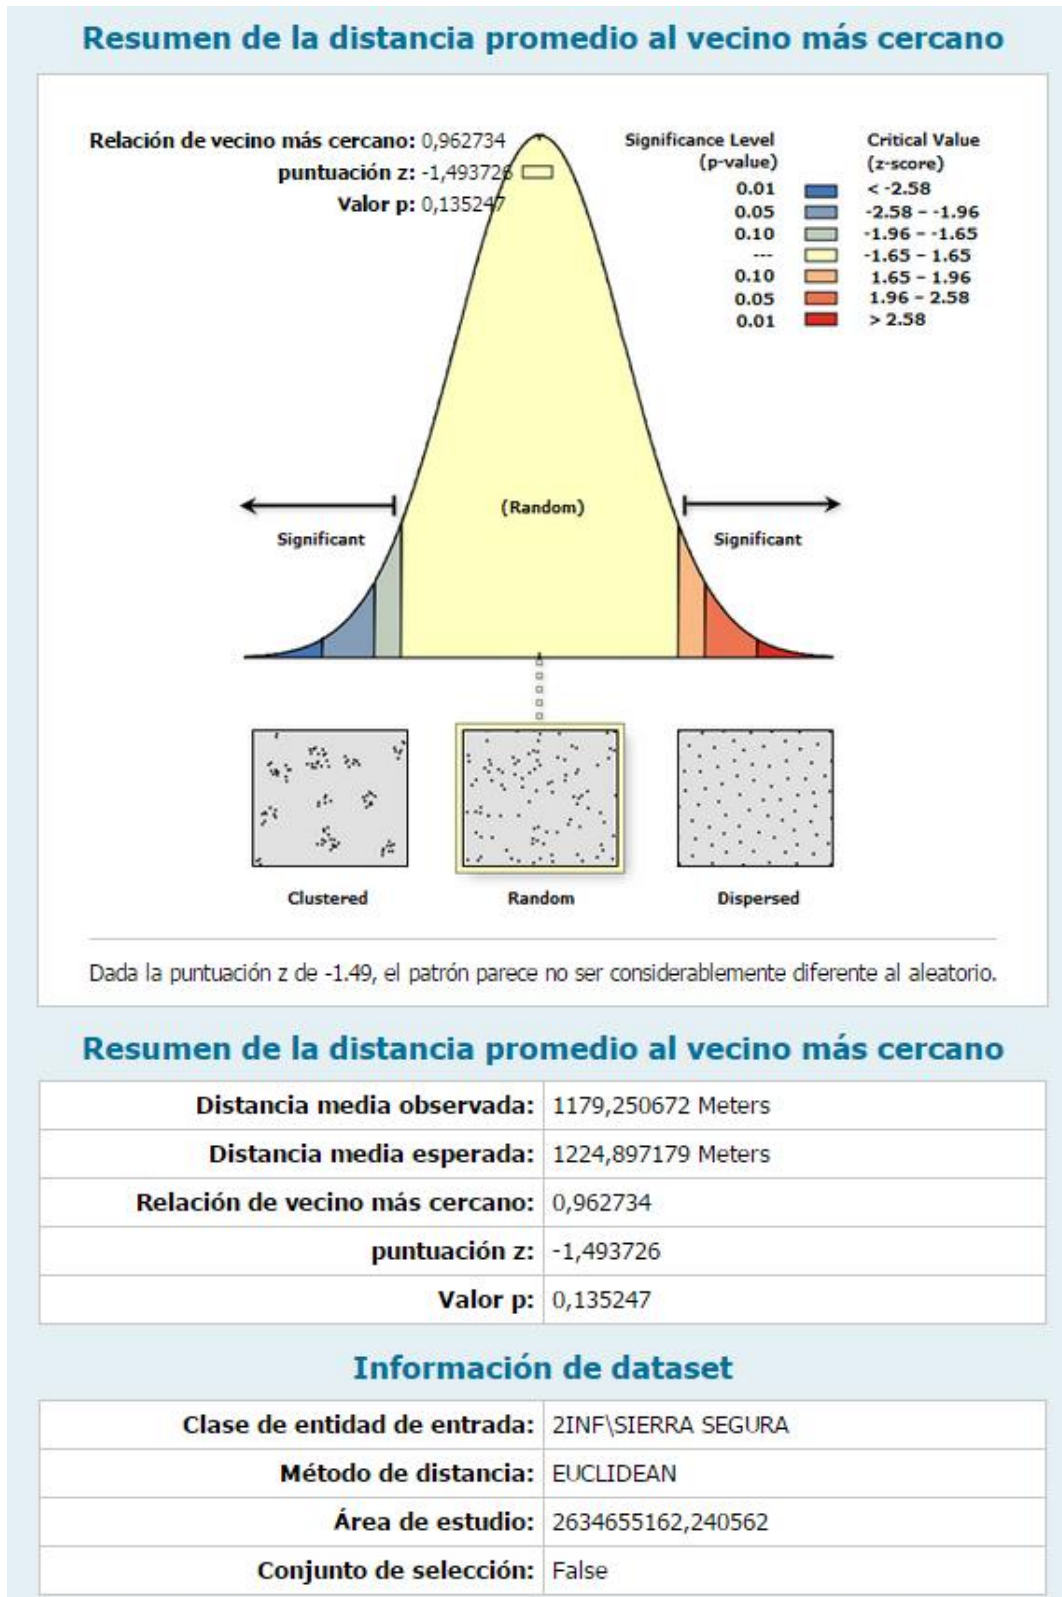 Resumen de la distancia promedio al vecino más cercano
Relación de vecino más cercano: 0,962734
puntuación z: -1,493726
Valor p: 0,135247
Significance Level
(p-value)
Critical Value
(z-score)
0.01 < -2.58
0.05 -2.58 – -1.96
0.10 -1.96 – -1.65
--- -1.65 – 1.65
0.10 1.65 – 1.96
0.05 1.96 – 2.58
0.01 > 2.58
(Random)
Significant Significant
Clustered Random Dispersed
Dada la puntuación z de -1.49, el patrón parece no ser considerablemente diferente al aleatorio.
Resumen de la distancia promedio al vecino más cercano
Distancia media observada: 1179,250672 Meters
Distancia media esperada: 1224,897179 Meters
Relación de vecino más cercano: 0,962734
puntuación z: -1,493726
Valor p: 0,135247
Información de dataset
Clase de entidad de entrada: 2INF\SIERRA SEGURA
Método de distancia: EUCLIDEAN
Área de estudio: 2634655162,240562
Conjunto de selección: False